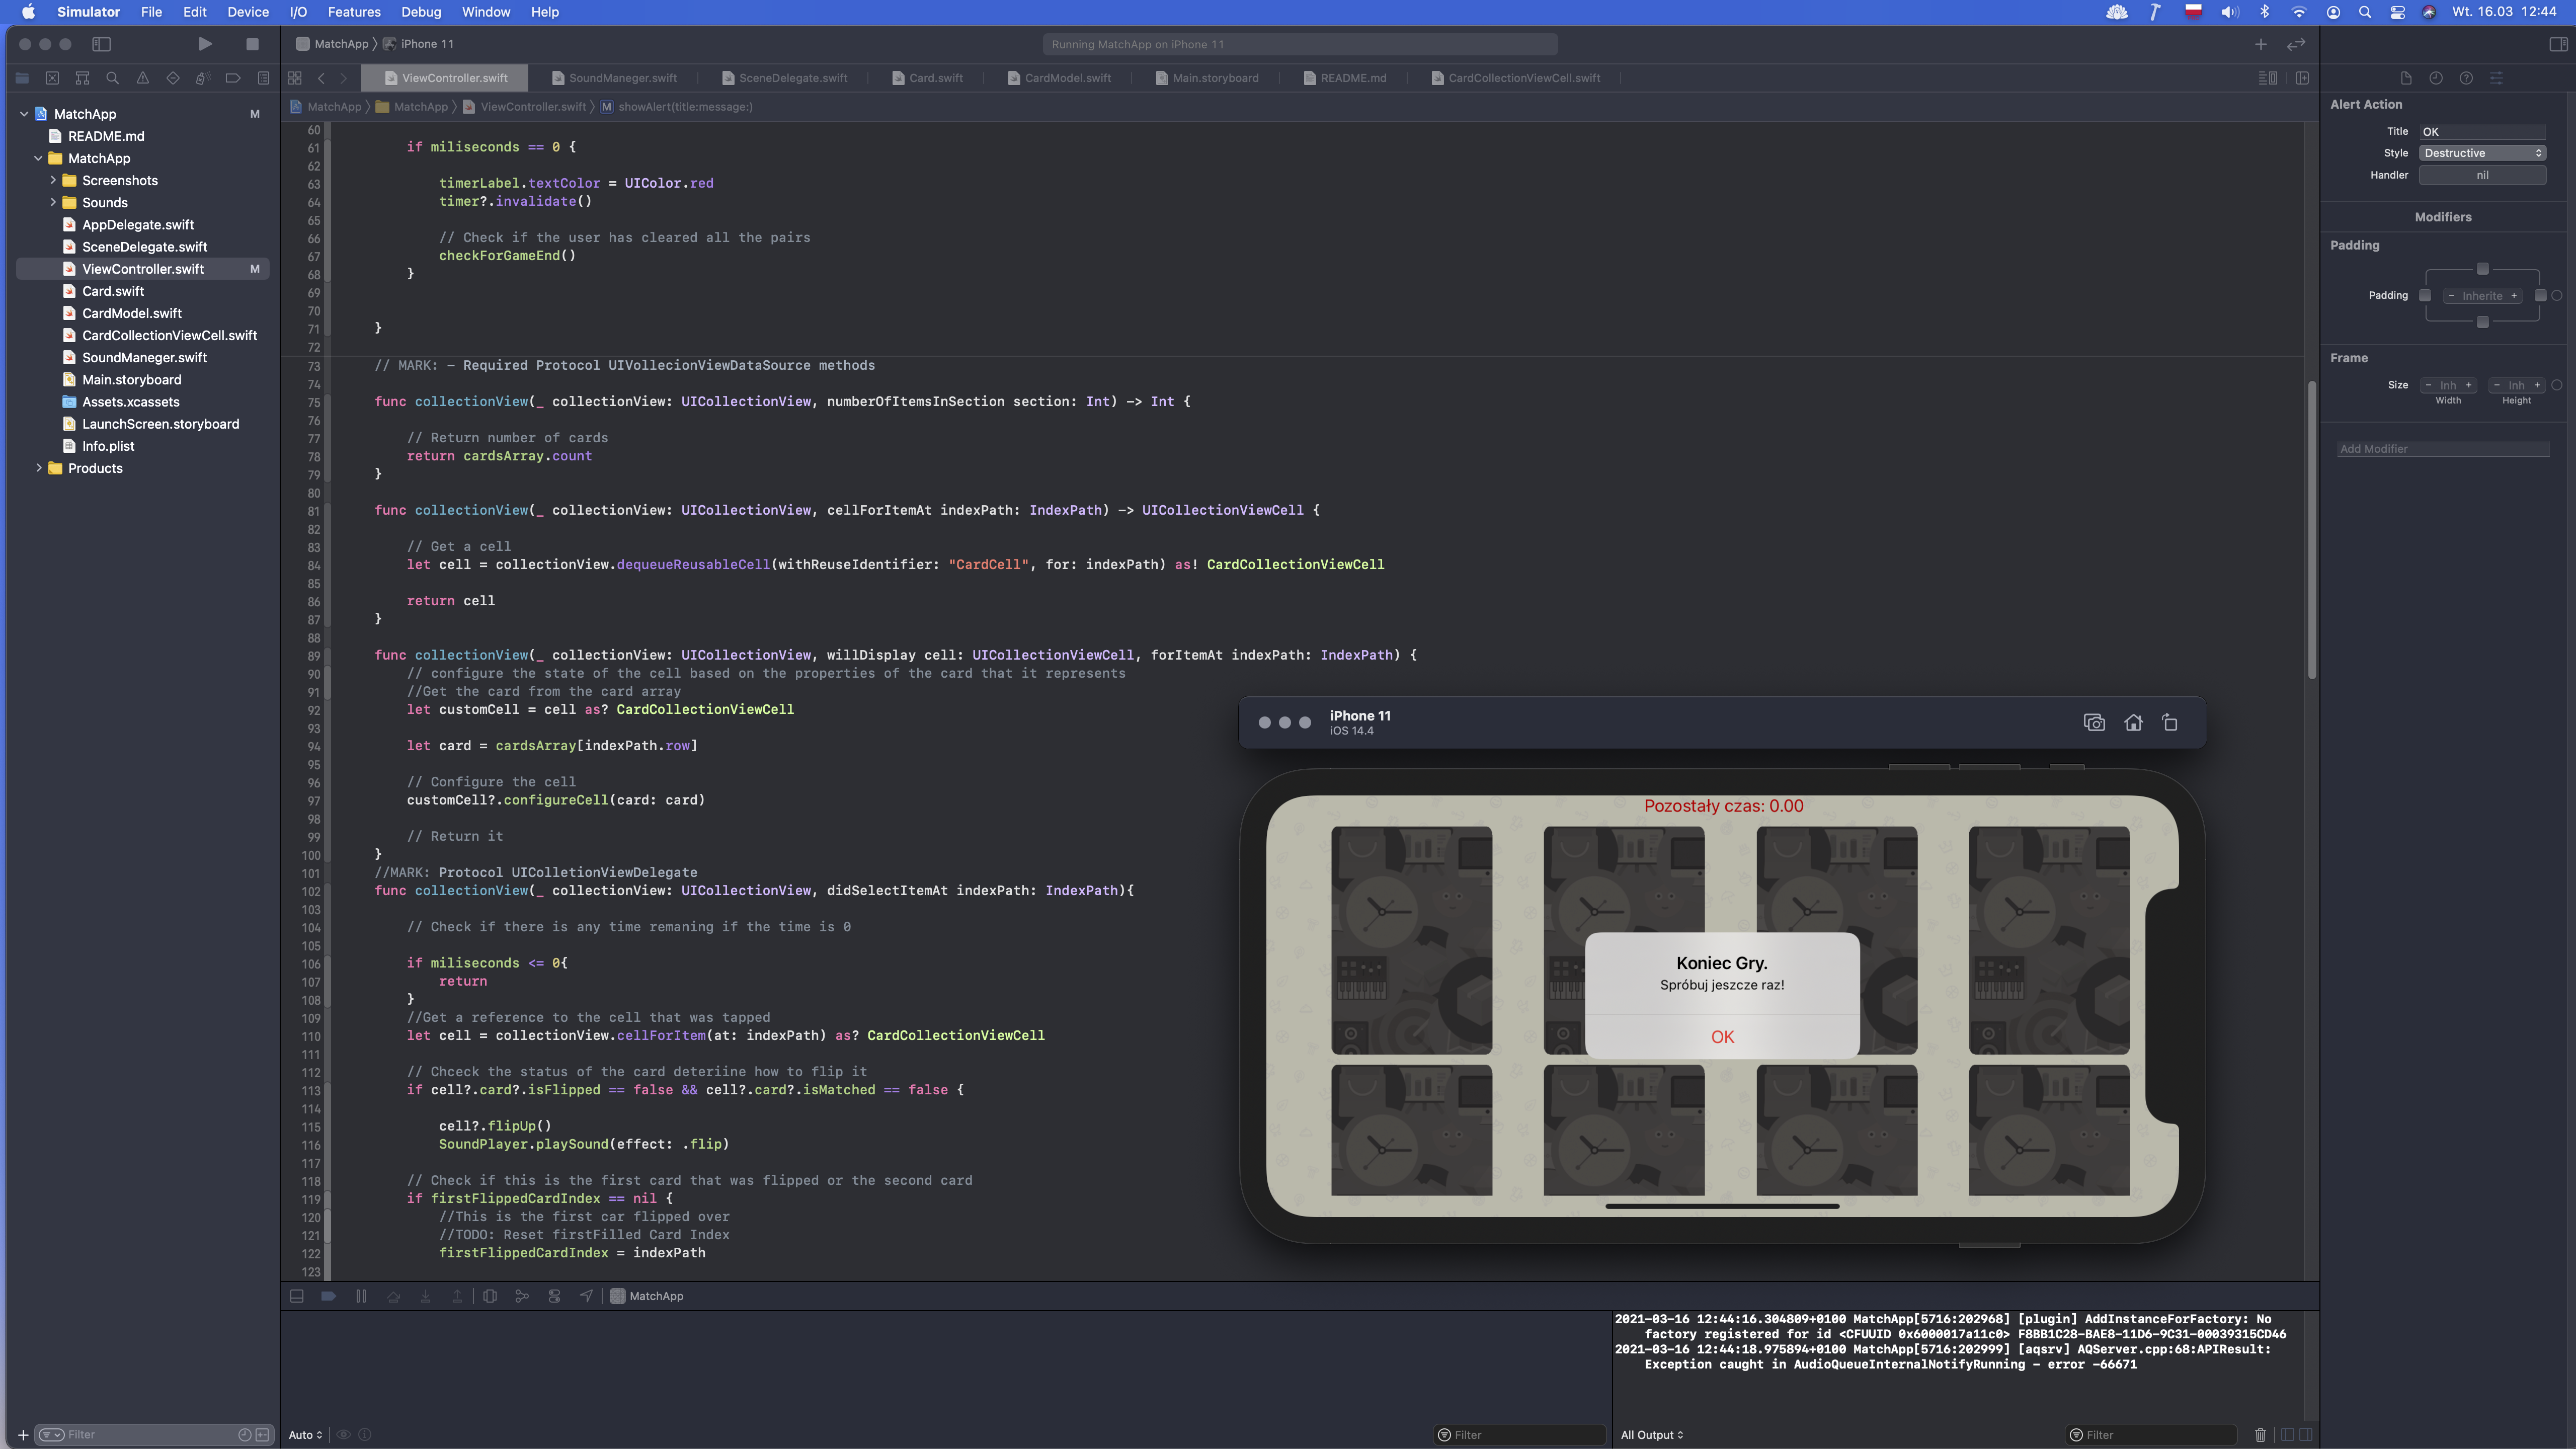 Simulator File Edit Device I/O Features Debug Window Help Wt. 16.03 12:44
MatchApp iPhone 11
Running MatchApp on iPhone 11
ViewController.swift SoundManeger.swift SceneDelegate.swift Card.swift CardModel.swift Main.storyboard README.md CardCollectionViewCell.swift
MatchApp MatchApp ViewController.swift M showAlert(title:message:)
MatchApp M
README.md
MatchApp
Screenshots
Sounds
AppDelegate.swift
SceneDelegate.swift
ViewController.swift M
Card.swift
CardModel.swift
CardCollectionViewCell.swift
SoundManeger.swift
Main.storyboard
Assets.xcassets
LaunchScreen.storyboard
Info.plist
Products
Filter
60
61 if miliseconds == 0 {
62
63 timerLabel.textColor = UIColor.red
64 timer?.invalidate()
65
66 // Check if the user has cleared all the pairs
67 checkForGameEnd()
68 }
69
70
71 }
72
73 // MARK: - Required Protocol UIVollecionViewDataSource methods
74
75 func collectionView(_ collectionView: UICollectionView, numberOfItemsInSection section: Int) -> Int {
76
77 // Return number of cards
78 return cardsArray.count
79 }
80
81 func collectionView(_ collectionView: UICollectionView, cellForItemAt indexPath: IndexPath) -> UICollectionViewCell {
82
83 // Get a cell
84 let cell = collectionView.dequeueReusableCell(withReuseIdentifier: "CardCell", for: indexPath) as! CardCollectionViewCell
85
86 return cell
87 }
88
89 func collectionView(_ collectionView: UICollectionView, willDisplay cell: UICollectionViewCell, forItemAt indexPath: IndexPath) {
90 // configure the state of the cell based on the properties of the card that it represents
91 //Get the card from the card array
92 let customCell = cell as? CardCollectionViewCell
93
94 let card = cardsArray[indexPath.row]
95
96 // Configure the cell
97 customCell?.configureCell(card: card)
98
99 // Return it
100 }
101 //MARK: Protocol UIColletionViewDelegate
102 func collectionView(_ collectionView: UICollectionView, didSelectItemAt indexPath: IndexPath){
103
104 // Check if there is any time remaning if the time is 0
105
106 if miliseconds <= 0{
107 return
108 }
109 //Get a reference to the cell that was tapped
110 let cell = collectionView.cellForItem(at: indexPath) as? CardCollectionViewCell
111
112 // Chceck the status of the card deteriine how to flip it
113 if cell?.card?.isFlipped == false && cell?.card?.isMatched == false {
114
115 cell?.flipUp()
116 SoundPlayer.playSound(effect: .flip)
117
118 // Check if this is the first card that was flipped or the second card
119 if firstFlippedCardIndex == nil {
120 //This is the first car flipped over
121 //TODO: Reset firstFilled Card Index
122 firstFlippedCardIndex = indexPath
123
iPhone 11
iOS 14.4
Pozostały czas: 0.00
Koniec Gry.
Spróbuj jeszcze raz!
OK
MatchApp
Auto
Filter
2021-03-16 12:44:16.304809+0100 MatchApp[5716:202968] [plugin] AddInstanceForFactory: No
factory registered for id <CFUUID 0x6000017a11c0> F8BB1C28-BAE8-11D6-9C31-00039315CD46
2021-03-16 12:44:18.975894+0100 MatchApp[5716:202999] [aqsrv] AQServer.cpp:68:APIResult:
Exception caught in AudioQueueInternalNotifyRunning - error -66671
All Output
Filter
Alert Action
Title OK
Style Destructive
Handler nil
Modifiers
Padding
Padding - Inherite +
Frame
Size - Inh + - Inh +
Width Height
Add Modifier